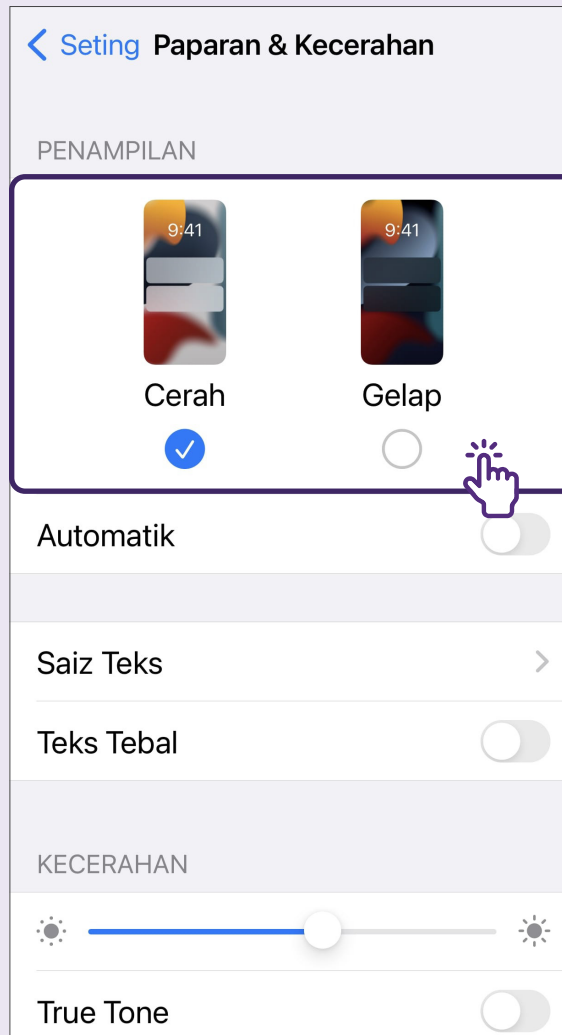 Seting Paparan & Kecerahan
PENAMPILAN
9:41 9:41
Cerah Gelap
Automatik
Saiz Teks
Teks Tebal
KECERAHAN
True Tone